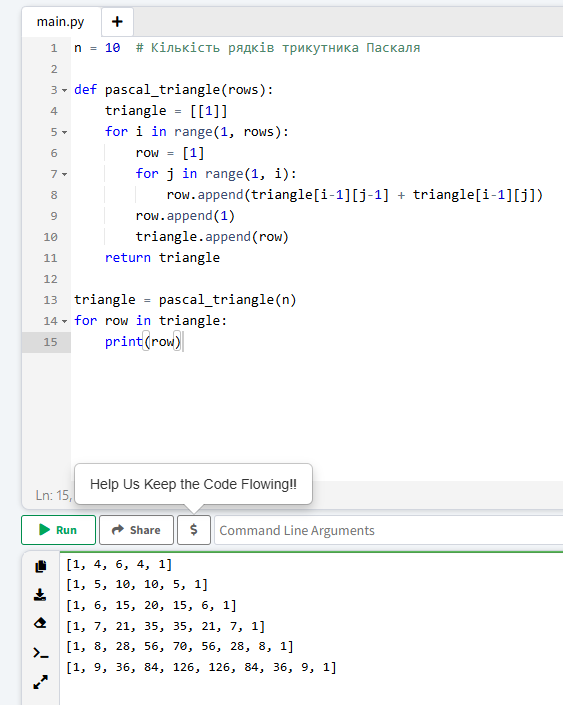 main.py +
1 n = 10  # Кількість рядків трикутника Паскаля
2
3 def pascal_triangle(rows):
4     triangle = [[1]]
5     for i in range(1, rows):
6         row = [1]
7         for j in range(1, i):
8             row.append(triangle[i-1][j-1] + triangle[i-1][j])
9         row.append(1)
10         triangle.append(row)
11     return triangle
12
13 triangle = pascal_triangle(n)
14 for row in triangle:
15     print(row)
Help Us Keep the Code Flowing!!
Ln: 15,
Run Share $ Command Line Arguments
[1, 4, 6, 4, 1]
[1, 5, 10, 10, 5, 1]
[1, 6, 15, 20, 15, 6, 1]
[1, 7, 21, 35, 35, 21, 7, 1]
[1, 8, 28, 56, 70, 56, 28, 8, 1]
[1, 9, 36, 84, 126, 126, 84, 36, 9, 1]